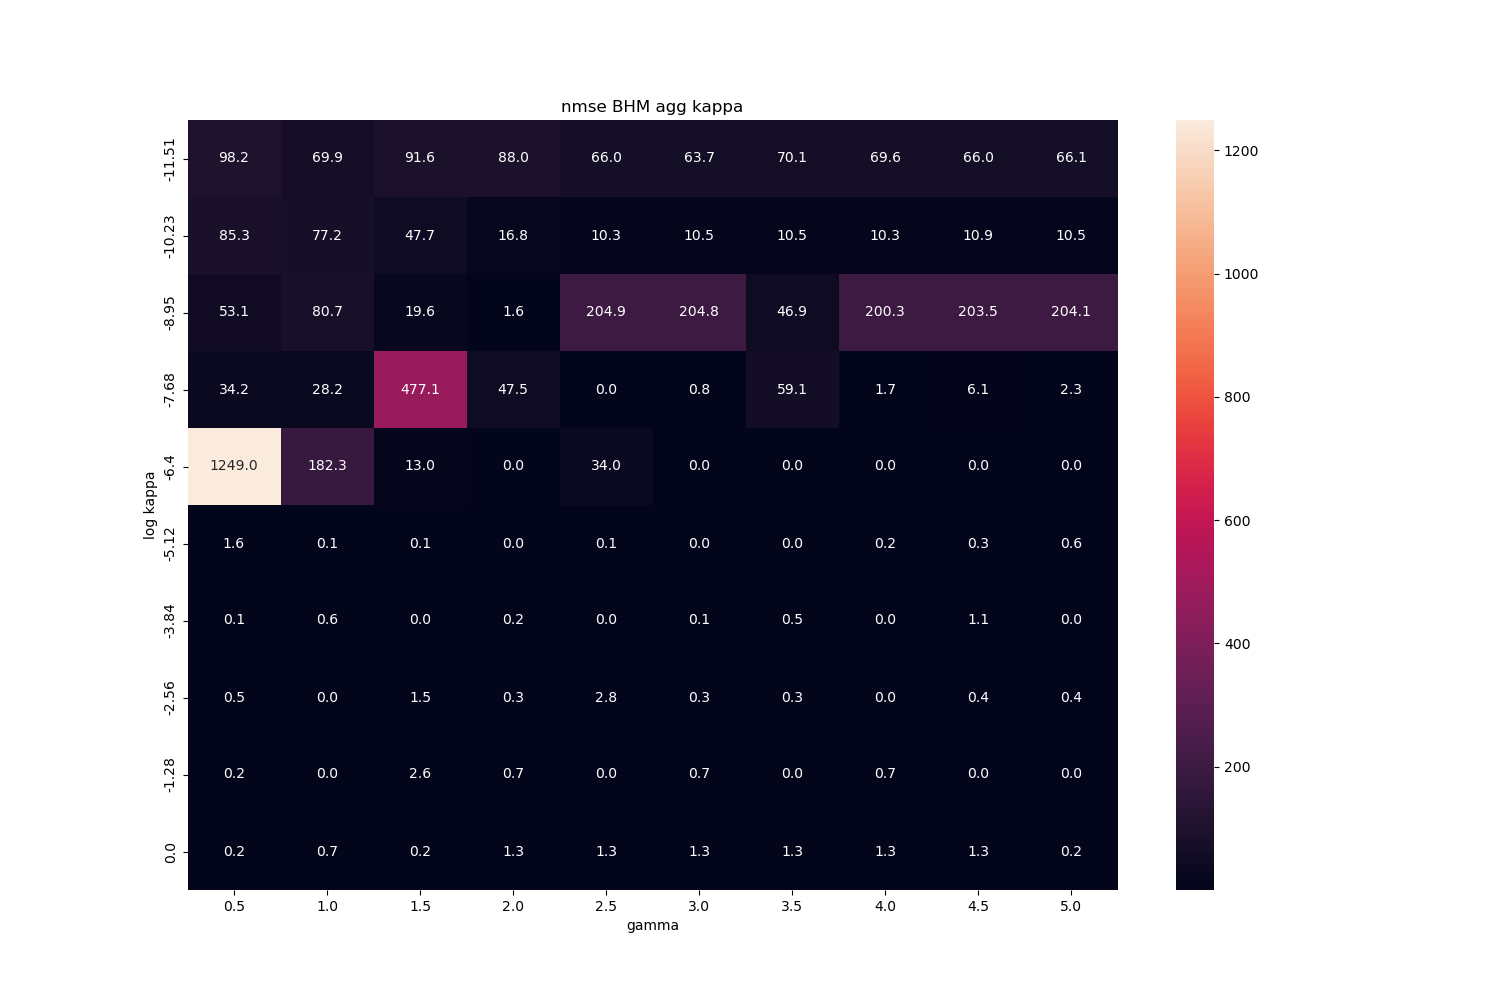 nmse BHM agg kappa
-11.51 98.2 69.9 91.6 88.0 66.0 63.7 70.1 69.6 66.0 66.1
-10.23 85.3 77.2 47.7 16.8 10.3 10.5 10.5 10.3 10.9 10.5
-8.95 53.1 80.7 19.6 1.6 204.9 204.8 46.9 200.3 203.5 204.1
-7.68 34.2 28.2 477.1 47.5 0.0 0.8 59.1 1.7 6.1 2.3
-6.4 1249.0 182.3 13.0 0.0 34.0 0.0 0.0 0.0 0.0 0.0
-5.12 1.6 0.1 0.1 0.0 0.1 0.0 0.0 0.2 0.3 0.6
-3.84 0.1 0.6 0.0 0.2 0.0 0.1 0.5 0.0 1.1 0.0
-2.56 0.5 0.0 1.5 0.3 2.8 0.3 0.3 0.0 0.4 0.4
-1.28 0.2 0.0 2.6 0.7 0.0 0.7 0.0 0.7 0.0 0.0
0.0 0.2 0.7 0.2 1.3 1.3 1.3 1.3 1.3 1.3 0.2
0.5 1.0 1.5 2.0 2.5 3.0 3.5 4.0 4.5 5.0
gamma
log kappa
1200
1000
800
600
400
200